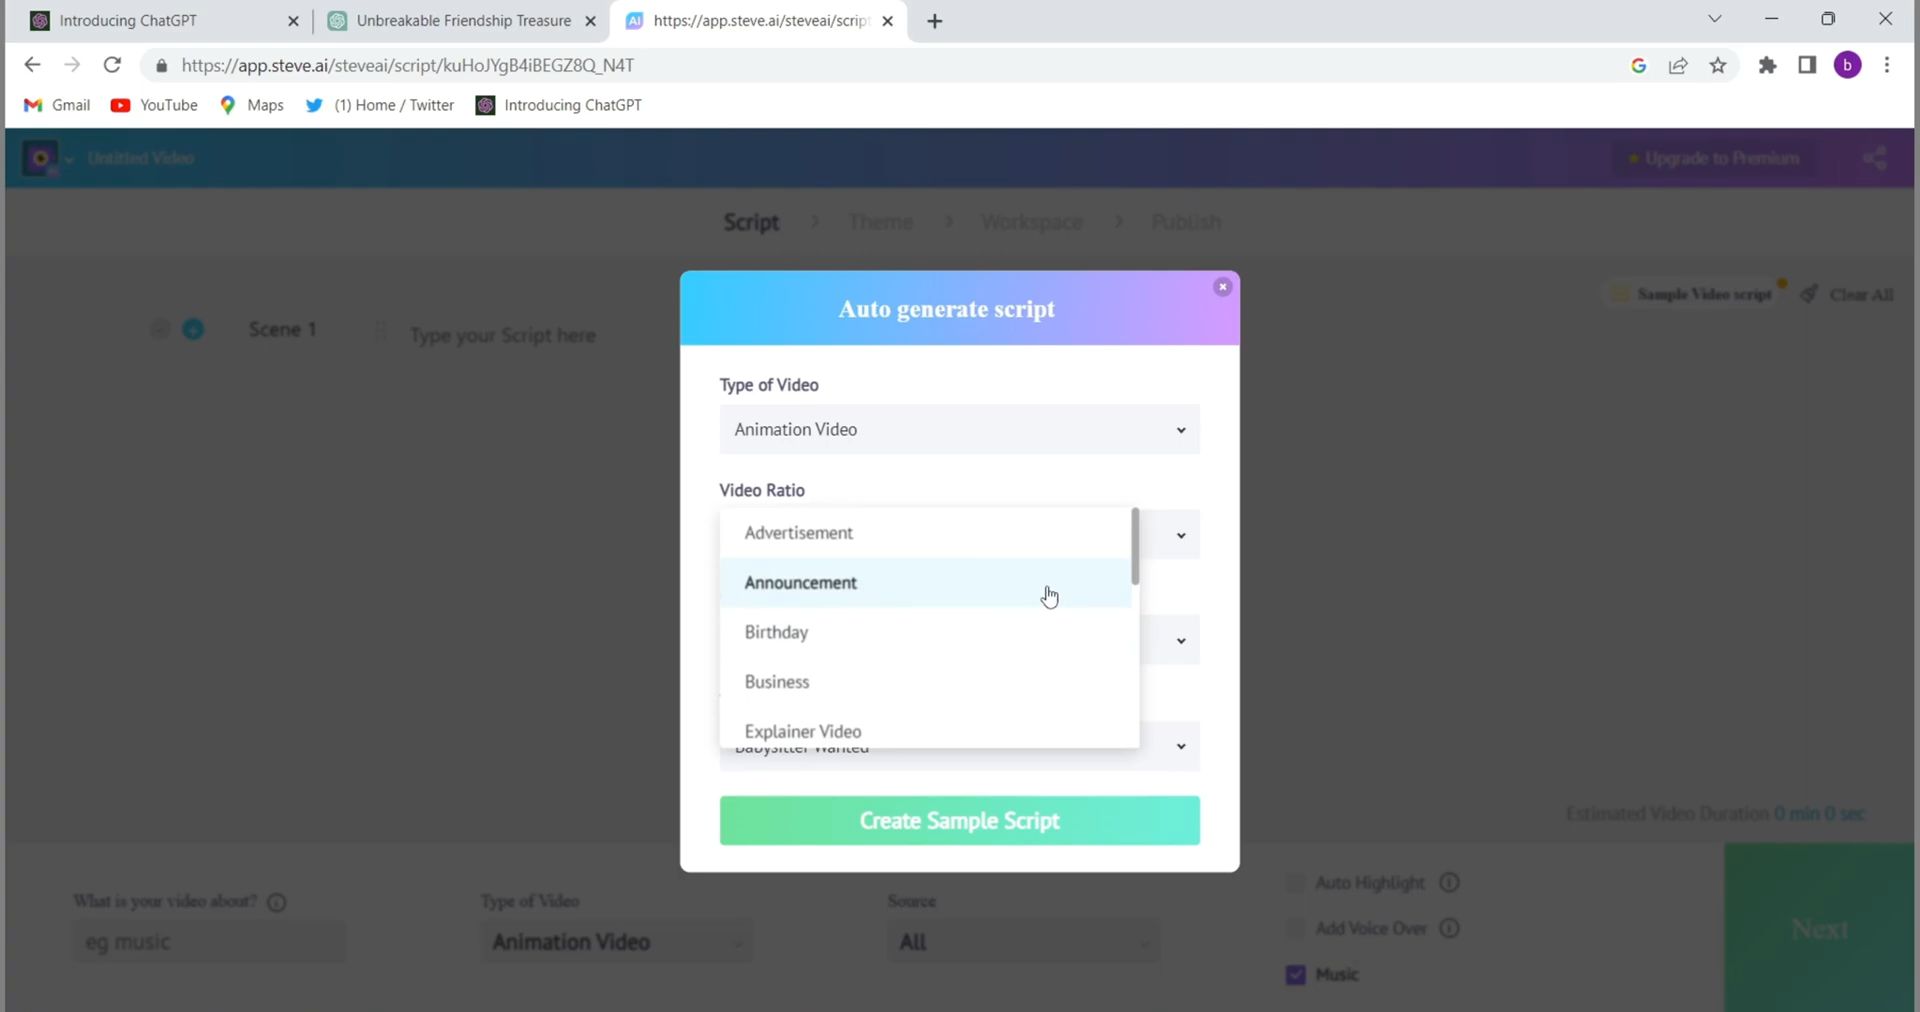 Introducing ChatGPT
Unbreakable Friendship Treasure
https://app.steve.ai/steveai/script
https://app.steve.ai/steveai/script/kuHoJYgB4iBEGZ8Q_N4T
b
Gmail
YouTube
Maps
(1) Home / Twitter
Introducing ChatGPT
Untitled Video
Upgrade to Premium
Script > Theme > Workspace > Publish
Sample Video script
Clear All
Scene 1
Type your Script here
Auto generate script
Type of Video
Animation Video
Video Ratio
Advertisement
Announcement
Birthday
Business
Explainer Video
Babysitter Wanted
Create Sample Script
Estimated Video Duration 0 min 0 sec
What is your video about?
eg music
Type of Video
Animation Video
Source
All
Auto Highlight
Add Voice Over
Music
Next